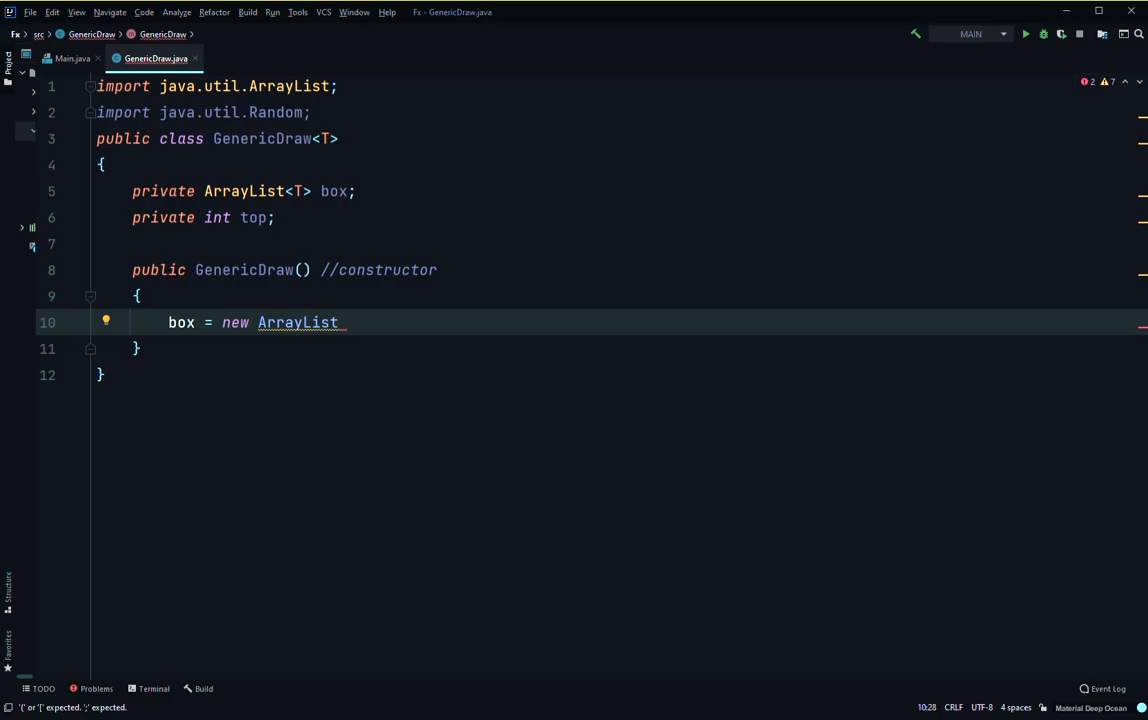 File Edit View Navigate Code Analyze Refactor Build Run Tools VCS Window Help Fx - GenericDraw.java
Fx src GenericDraw GenericDraw MAIN
Project
Main.java GenericDraw.java
1 import java.util.ArrayList; 2 7
2 import java.util.Random;
3 public class GenericDraw<T>
4 {
5 private ArrayList<T> box;
6 private int top;
7
8 public GenericDraw() //constructor
9 {
10 box = new ArrayList
11 }
12 }
Structure
Favorites
TODO Problems Terminal Build Event Log
'(' or '[' expected. ';' expected. 10:28 CRLF UTF-8 4 spaces Material Deep Ocean